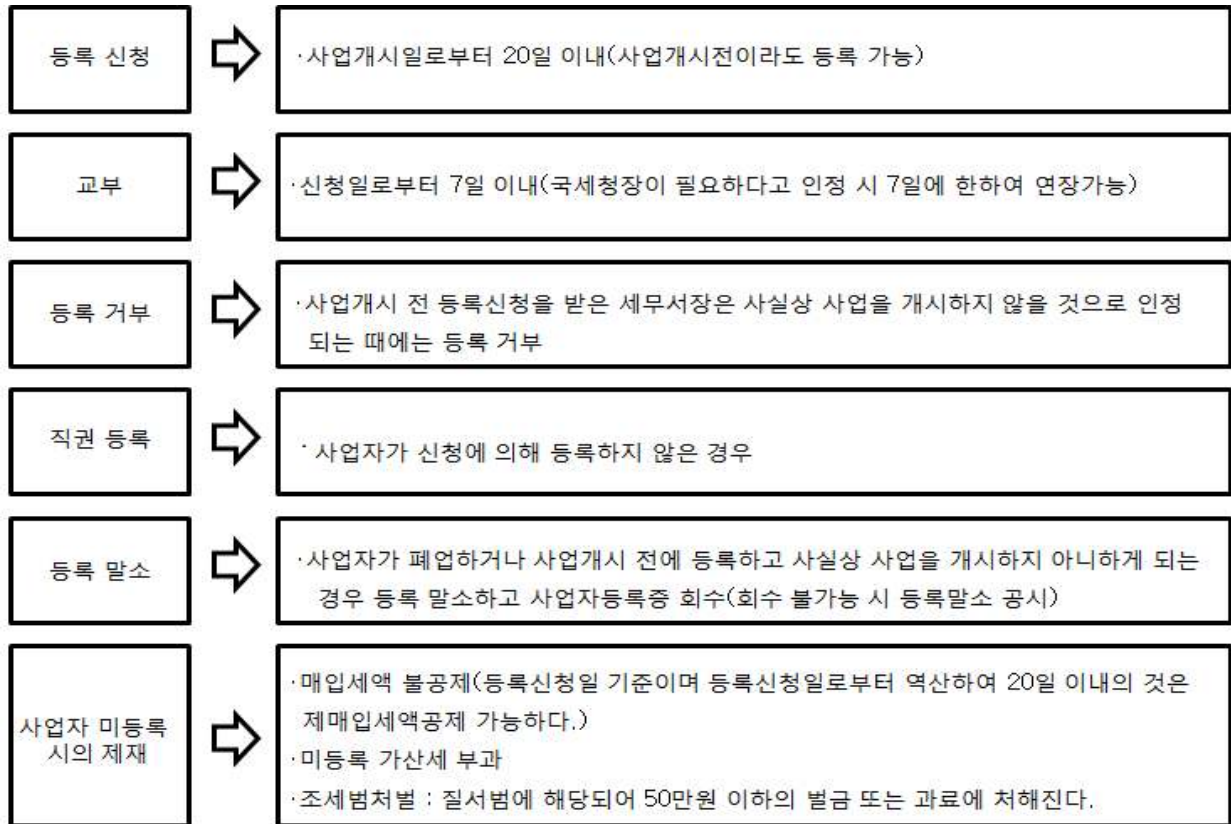 등록 신청
·사업개시일로부터 20일 이내(사업개시전이라도 등록 가능)
교부
·신청일로부터 7일 이내(국세청장이 필요하다고 인정 시 7일에 한하여 연장가능)
등록 거부
·사업개시 전 등록신청을 받은 세무서장은 사실상 사업을 개시하지 않을 것으로 인정
되는 때에는 등록 거부
직권 등록
·사업자가 신청에 의해 등록하지 않은 경우
등록 말소
·사업자가 폐업하거나 사업개시 전에 등록하고 사실상 사업을 개시하지 아니하게 되는
경우 등록 말소하고 사업자등록증 회수(회수 불가능 시 등록말소 공시)
사업자 미등록
시의 제재
·매입세액 불공제(등록신청일 기준이며 등록신청일로부터 역산하여 20일 이내의 것은
제매입세액공제 가능하다.)
·미등록 가산세 부과
·조세범처벌 : 질서범에 해당되어 50만원 이하의 벌금 또는 과료에 처해진다.